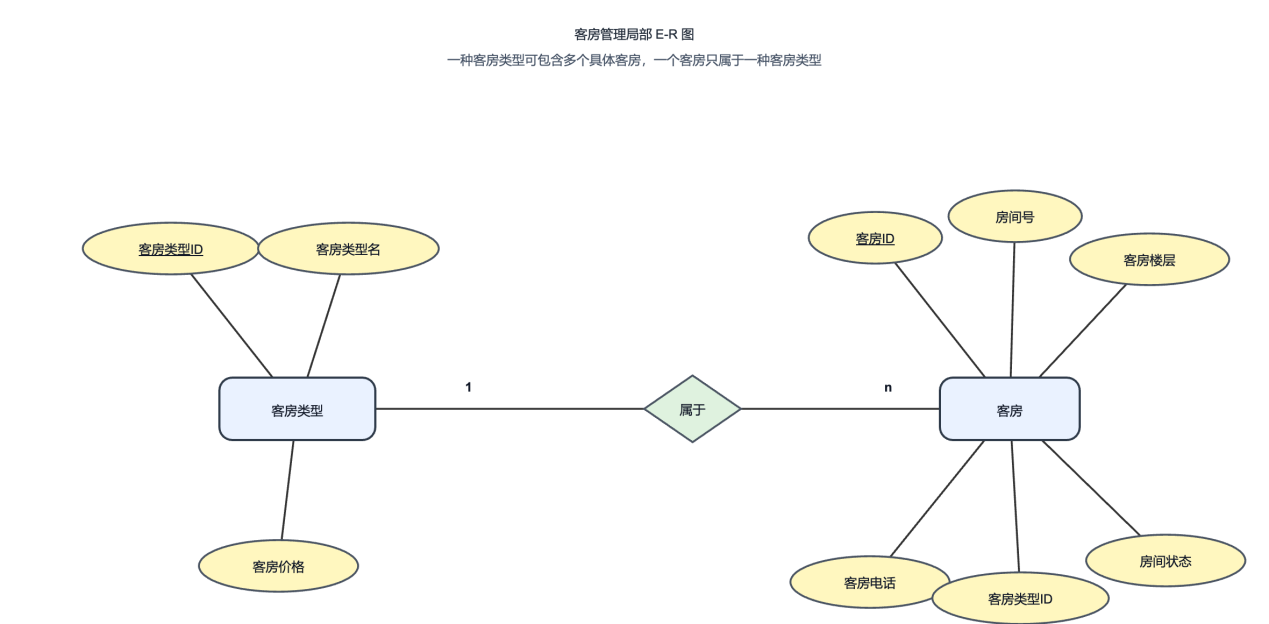 客房管理局部 E-R 图
一种客房类型可包含多个具体客房，一个客房只属于一种客房类型
客房类型ID
客房类型名
客房ID
房间号
客房楼层
客房类型
1
属于
n
客房
客房价格
客房电话
客房类型ID
房间状态